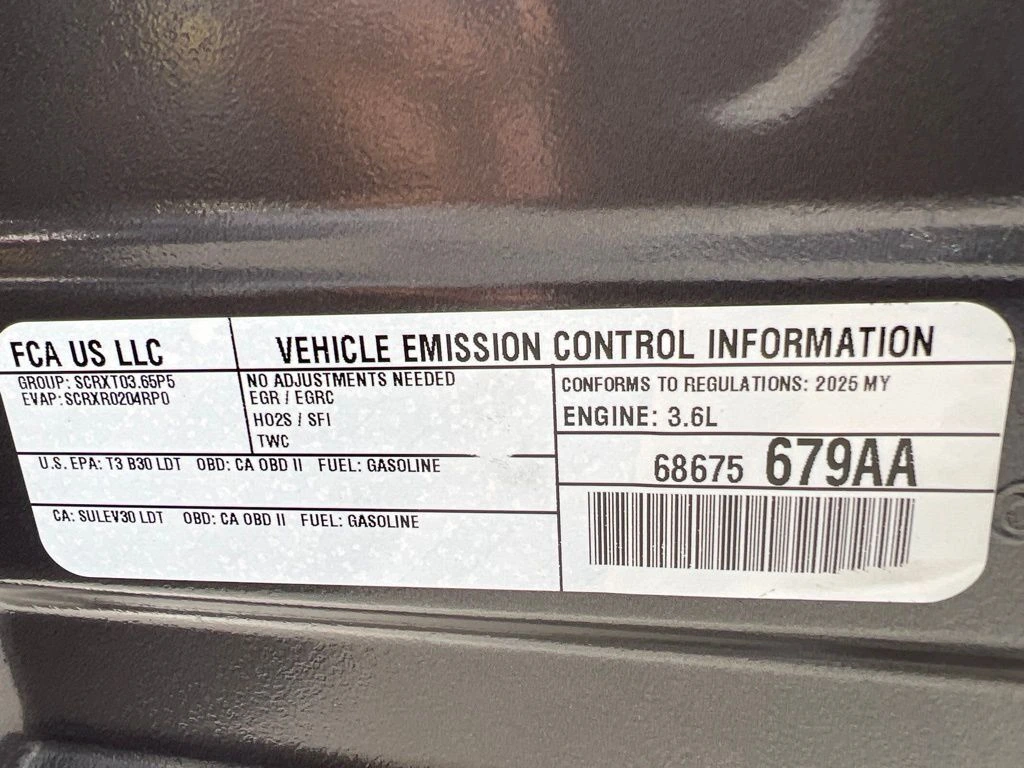 FCA US LLC
VEHICLE EMISSION CONTROL INFORMATION
GROUP: SCRXT03.65P5
EVAP:SCRXR0204RP0
NO ADJUSTMENTS NEEDED
EGR / EGRC
HO2S / SFI
TWC
CONFORMS TO REGULATIONS: 2025 MY
ENGINE: 3.6L
U.S. EPA: T3 B30 LDT OBD: CA OBD II FUEL: GASOLINE
68675 679AA
CA: SULEV30 LDT OBD: CA OBD II FUEL: GASOLINE